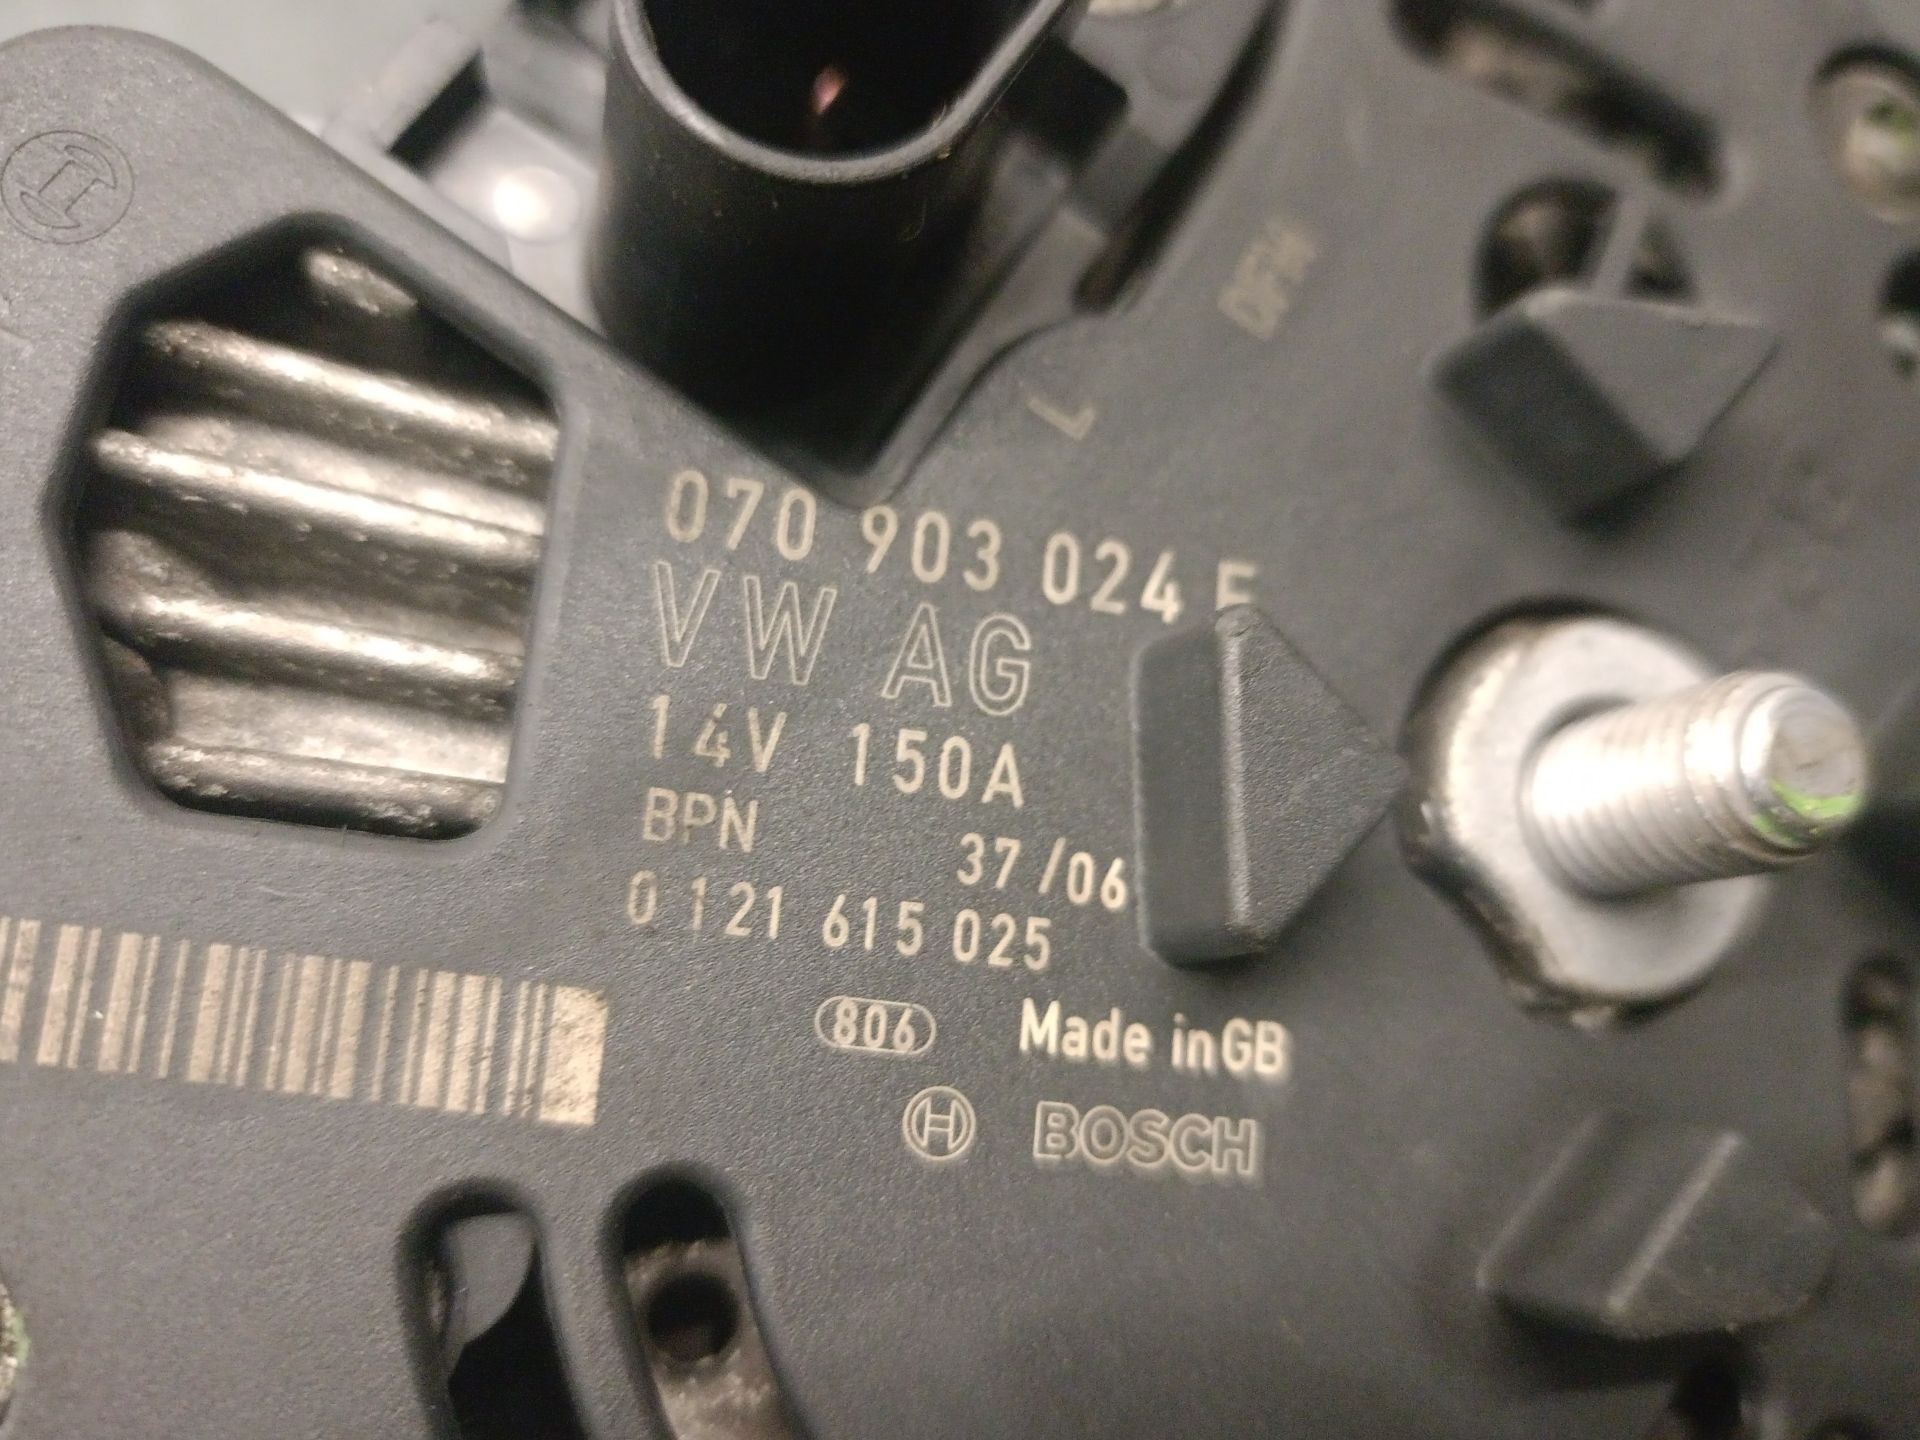 DFM
L
070 903 024
VW AG
14V 150A
BPN 37/06
0 121 615 025
806 Made in GB
BOSCH